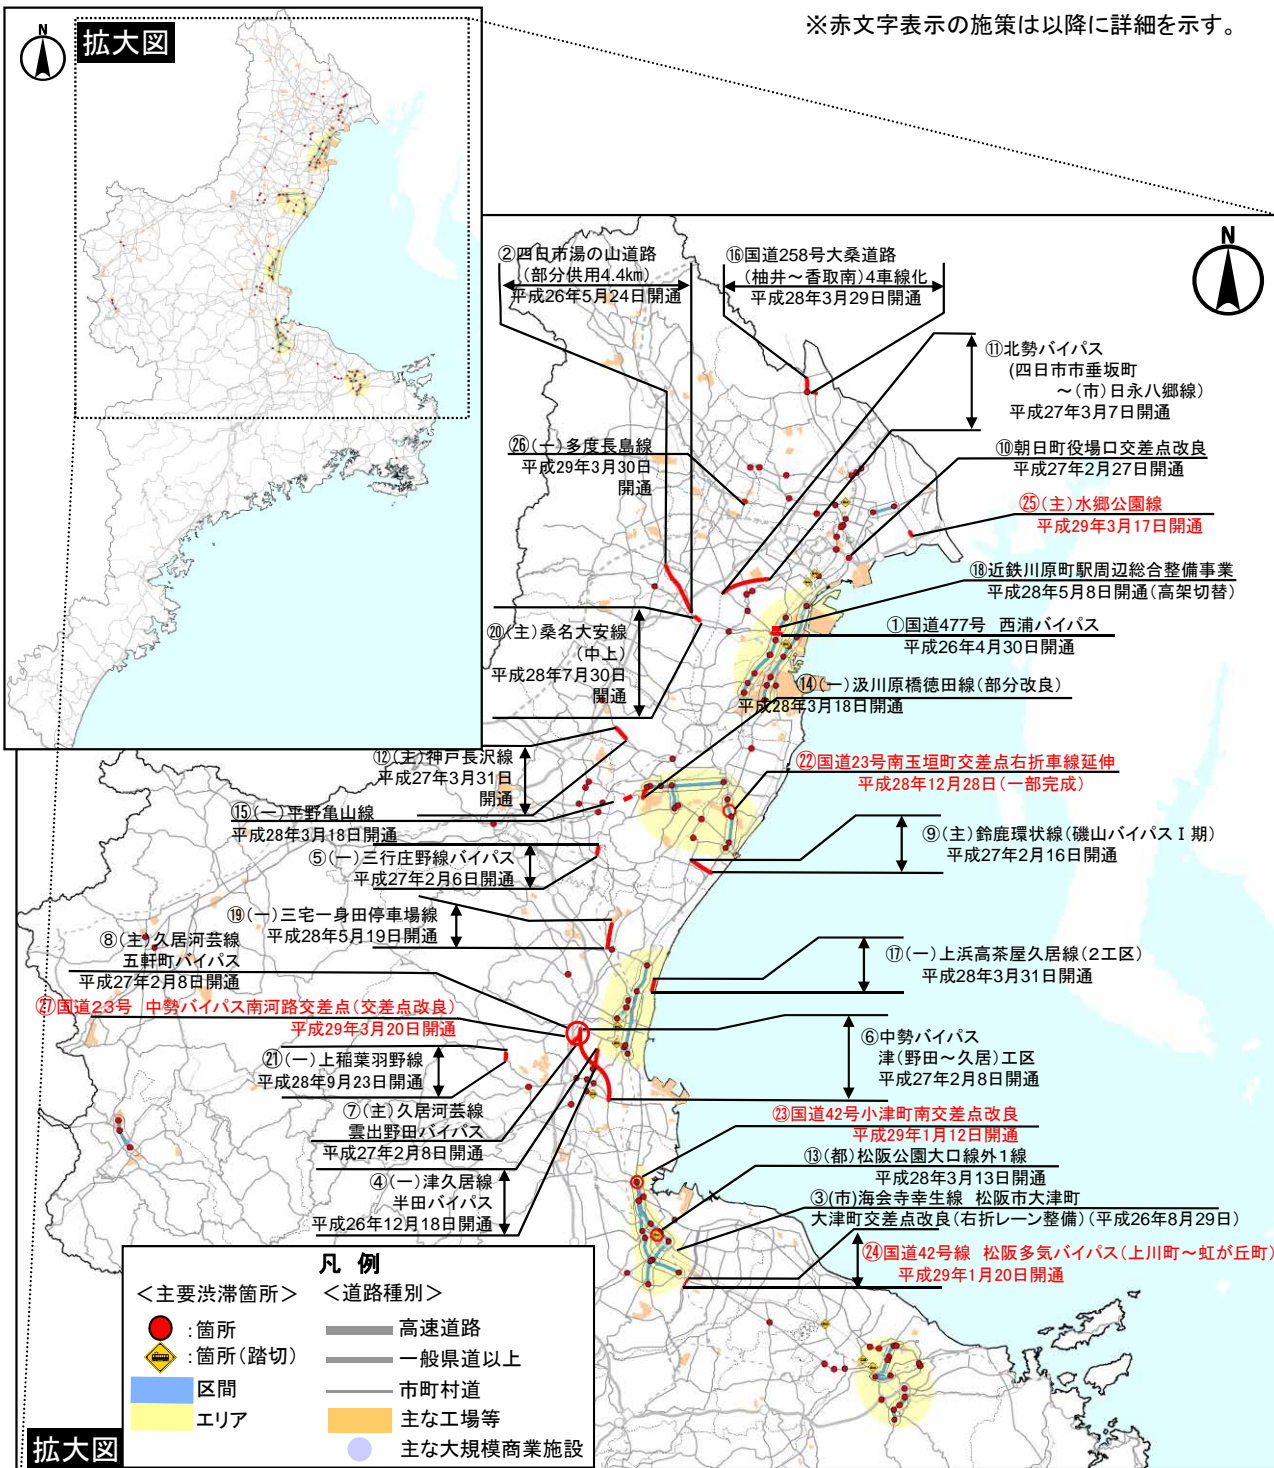 ※赤文字表示の施策は以降に詳細を示す。
N
拡大図
N
②四日市湯の山道路
(部分供用4.4km)
平成26年5月24日開通
⑯国道258号大桑道路
(柚井～香取南)4車線化
平成28年3月29日開通
⑪北勢バイパス
(四日市市垂坂町
～(市)日永八郷線)
平成27年3月7日開通
㉖(一)多度長島線
平成29年3月30日
開通
⑩朝日町役場口交差点改良
平成27年2月27日開通
㉕(主)水郷公園線
平成29年3月17日開通
⑱近鉄川原町駅周辺総合整備事業
平成28年5月8日開通(高架切替)
①国道477号 西浦バイパス
平成26年4月30日開通
⑳(主)桑名大安線
(中上)
平成28年7月30日
開通
⑭(一)汲川原橋徳田線(部分改良)
平成28年3月18日開通
⑫(主)神戸長沢線
平成27年3月31日
開通
㉒国道23号南玉垣町交差点右折車線延伸
平成28年12月28日(一部完成)
⑮(一)平野亀山線
平成28年3月18日開通
⑨(主)鈴鹿環状線(磯山バイパスⅠ期)
平成27年2月16日開通
⑤(一)三行庄野線バイパス
平成27年2月6日開通
⑲(一)三宅一身田停車場線
平成28年5月19日開通
⑧(主)久居河芸線
五軒町バイパス
平成27年2月8日開通
⑰(一)上浜高茶屋久居線(2工区)
平成28年3月31日開通
㉗国道23号 中勢バイパス南河路交差点(交差点改良)
平成29年3月20日開通
⑥中勢バイパス
津(野田～久居)工区
平成27年2月8日開通
㉑(一)上稲葉羽野線
平成28年9月23日開通
⑦(主)久居河芸線
雲出野田バイパス
平成27年2月8日開通
㉓国道42号小津町南交差点改良
平成29年1月12日開通
⑬(都)松阪公園大口線外1線
平成28年3月13日開通
④(一)津久居線
半田バイパス
平成26年12月18日開通
③(市)海会寺幸生線 松阪市大津町
大津町交差点改良(右折レーン整備)(平成26年8月29日)
㉔国道42号線 松阪多気バイパス(上川町～虹が丘町)
平成29年1月20日開通
凡 例
＜主要渋滞箇所＞
＜道路種別＞
:箇所
高速道路
:箇所(踏切)
一般県道以上
区間
市町村道
エリア
主な工場等
主な大規模商業施設
拡大図